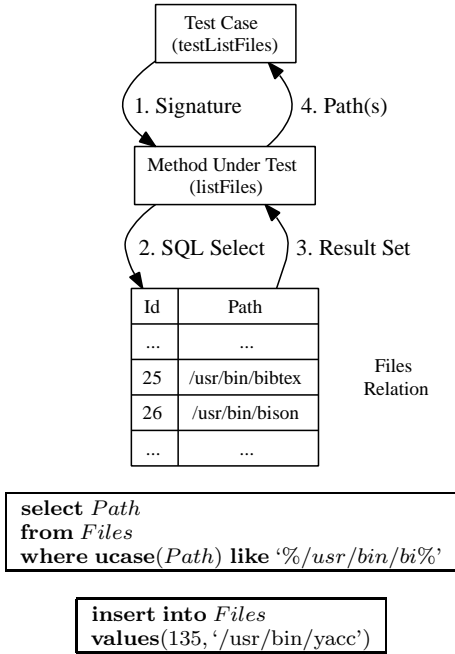 Test Case
(testListFiles)
1. Signature 4. Path(s)
Method Under Test
(listFiles)
2. SQL Select 3. Result Set
Id Path
... ...
25 /usr/bin/bibtex
26 /usr/bin/bison
... ...
Files
Relation
select Path
from Files
where ucase(Path) like ‘%/usr/bin/bi%’
insert into Files
values(135, ‘/usr/bin/yacc’)